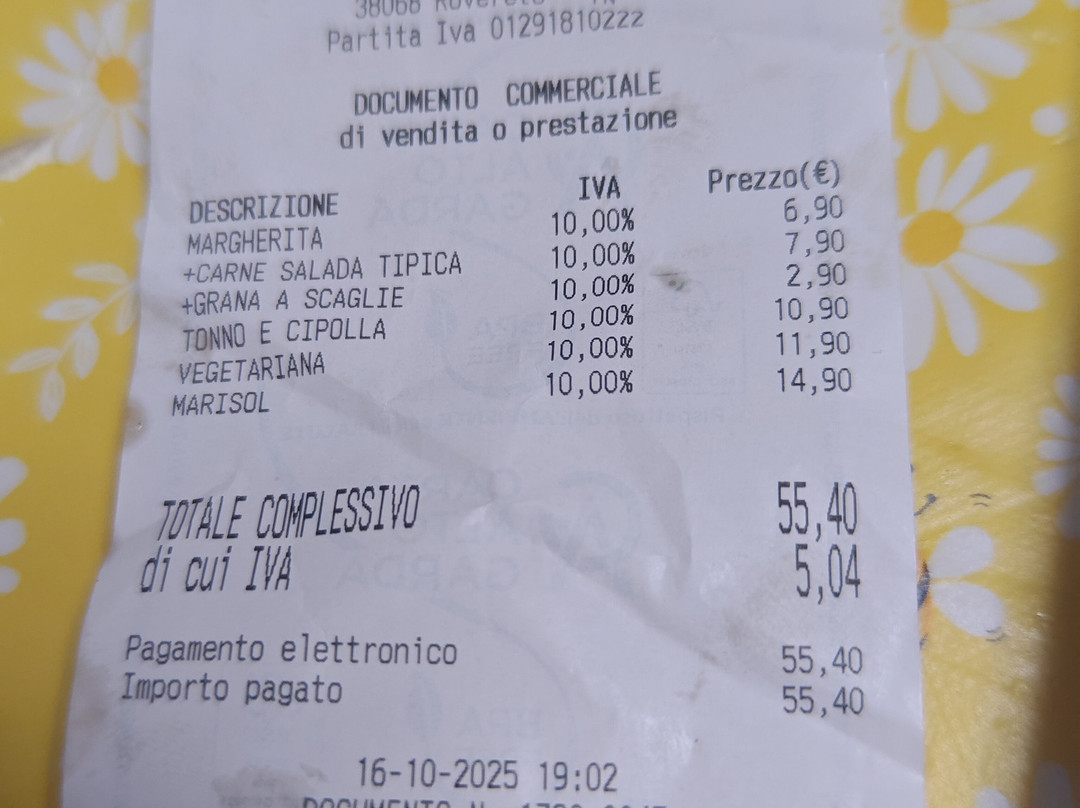 38068
Partita Iva 01291810222
DOCUMENTO COMMERCIALE
di vendita o prestazione
DESCRIZIONE IVA Prezzo(€)
MARGHERITA 10,00% 6,90
+CARNE SALADA TIPICA 10,00% 7,90
+GRANA A SCAGLIE 10,00% 2,90
TONNO E CIPOLLA 10,00% 10,90
VEGETARIANA 10,00% 11,90
MARISOL 10,00% 14,90
TOTALE COMPLESSIVO 55,40
di cui IVA 5,04
Pagamento elettronico 55,40
Importo pagato 55,40
16-10-2025 19:02
DOCUMENTO N.